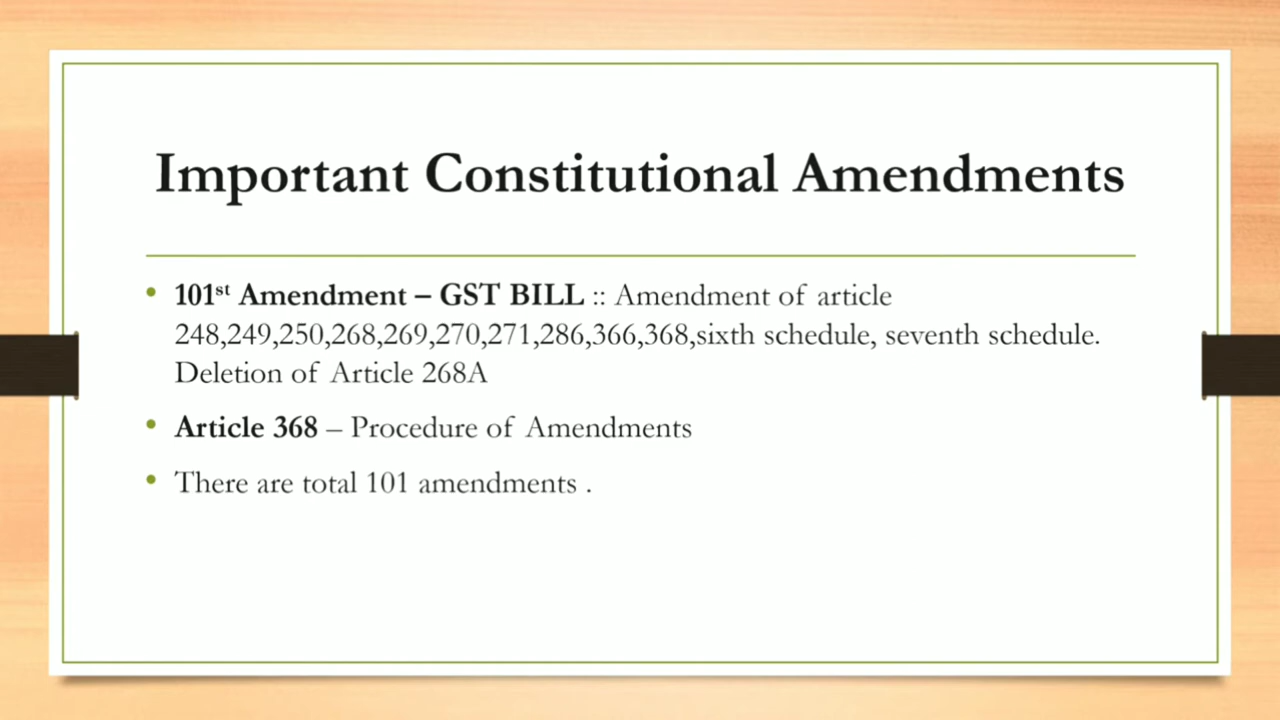 Important Constitutional Amendments
• 101st Amendment – GST BILL :: Amendment of article
248,249,250,268,269,270,271,286,366,368,sixth schedule, seventh schedule.
Deletion of Article 268A
• Article 368 – Procedure of Amendments
• There are total 101 amendments .